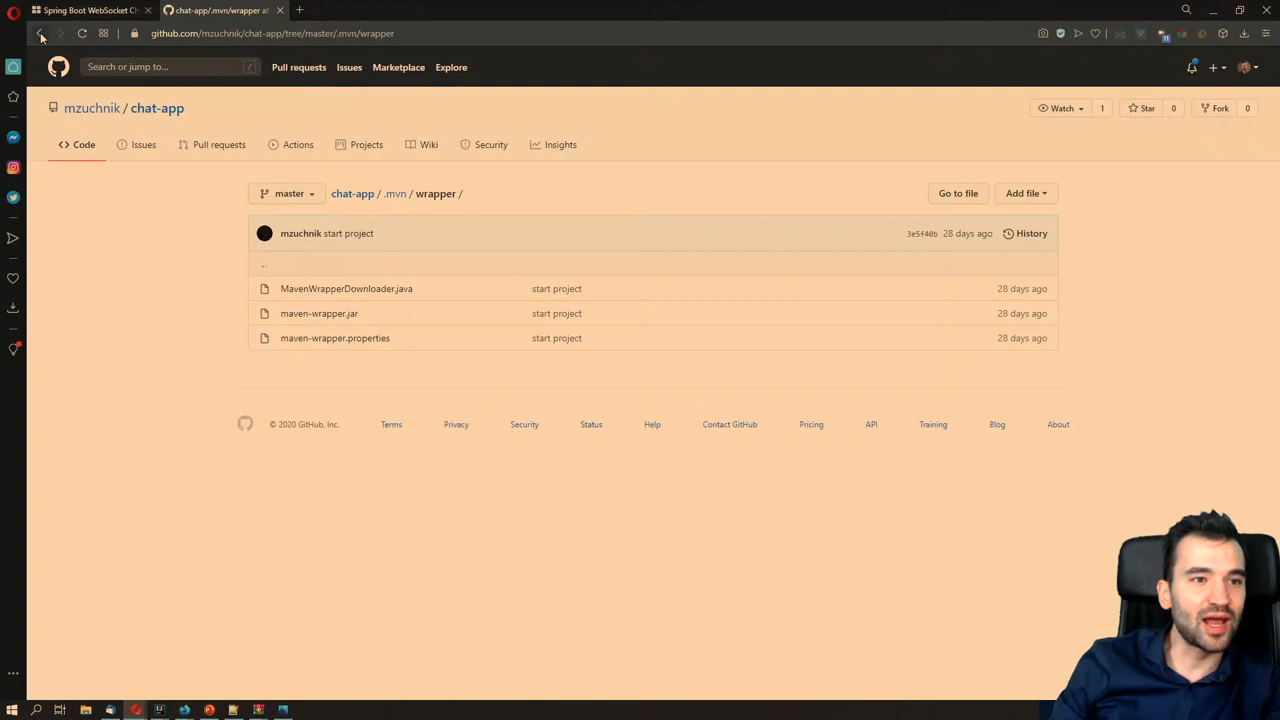 Spring Boot WebSocket Ch
chat-app/.mvn/wrapper at
github.com/mzuchnik/chat-app/tree/master/.mvn/wrapper
11
Search or jump to...
/
Pull requests
Issues
Marketplace
Explore
mzuchnik / chat-app
Watch
1
Star
0
Fork
0
Code
Issues
Pull requests
Actions
Projects
Wiki
Security
Insights
master
chat-app / .mvn / wrapper /
Go to file
Add file
mzuchnik start project
3e5f40b 28 days ago
History
..
MavenWrapperDownloader.java
start project
28 days ago
maven-wrapper.jar
start project
28 days ago
maven-wrapper.properties
start project
28 days ago
© 2020 GitHub, Inc.
Terms
Privacy
Security
Status
Help
Contact GitHub
Pricing
API
Training
Blog
About